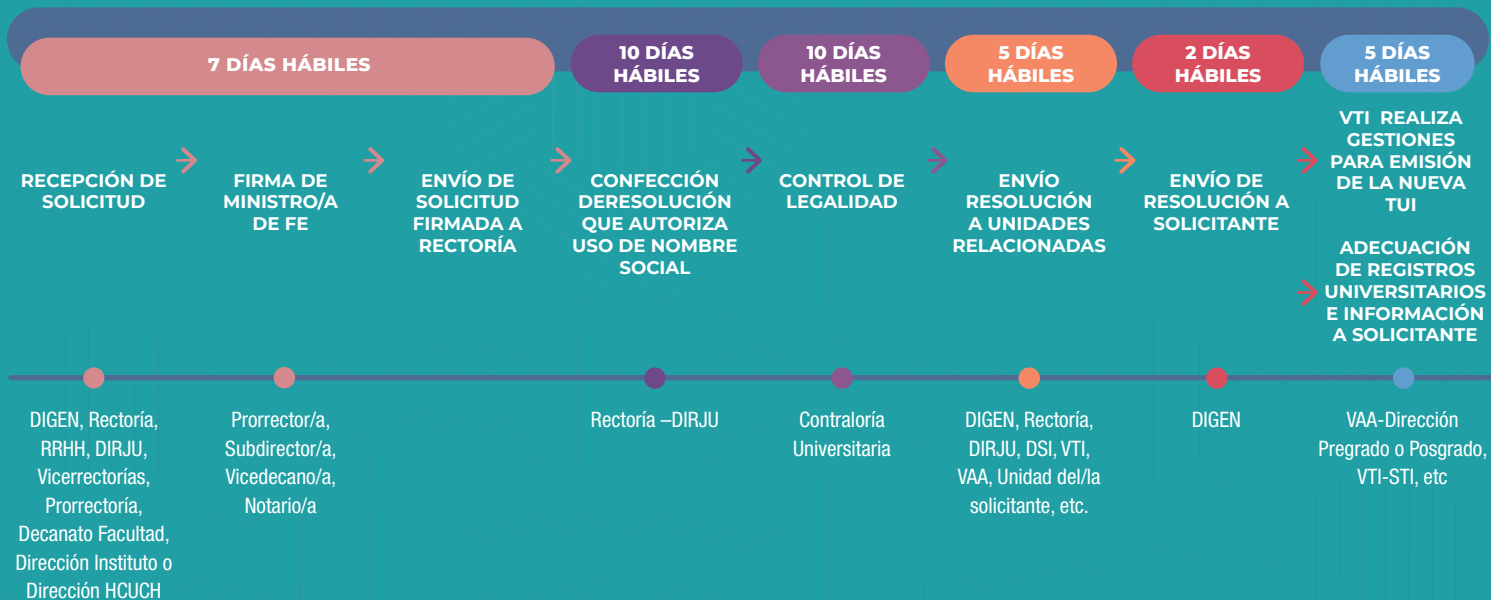 7 DÍAS HÁBILES
10 DÍAS
HÁBILES
10 DÍAS
HÁBILES
5 DÍAS
HÁBILES
2 DÍAS
HÁBILES
5 DÍAS
HÁBILES
RECEPCIÓN DE
SOLICITUD
FIRMA DE
MINISTRO/A
DE FE
ENVÍO DE
SOLICITUD
FIRMADA A
RECTORÍA
CONFECCIÓN
DERESOLUCIÓN
QUE AUTORIZA
USO DE NOMBRE
SOCIAL
CONTROL DE
LEGALIDAD
ENVÍO
RESOLUCIÓN
A UNIDADES
RELACIONADAS
ENVÍO DE
RESOLUCIÓN A
SOLICITANTE
VTI REALIZA
GESTIONES
PARA EMISIÓN
DE LA NUEVA
TUI
ADECUACIÓN
DE REGISTROS
UNIVERSITARIOS
E INFORMACIÓN
A SOLICITANTE
DIGEN, Rectoría,
RRHH, DIRJU,
Vicerrectorías,
Prorrectoría,
Decanato Facultad,
Dirección Instituto o
Dirección HCUCH
Prorrector/a,
Subdirector/a,
Vicedecano/a,
Notario/a
Rectoría –DIRJU
Contraloría
Universitaria
DIGEN, Rectoría,
DIRJU, DSI, VTI,
VAA, Unidad del/la
solicitante, etc.
DIGEN
VAA-Dirección
Pregrado o Posgrado,
VTI-STI, etc